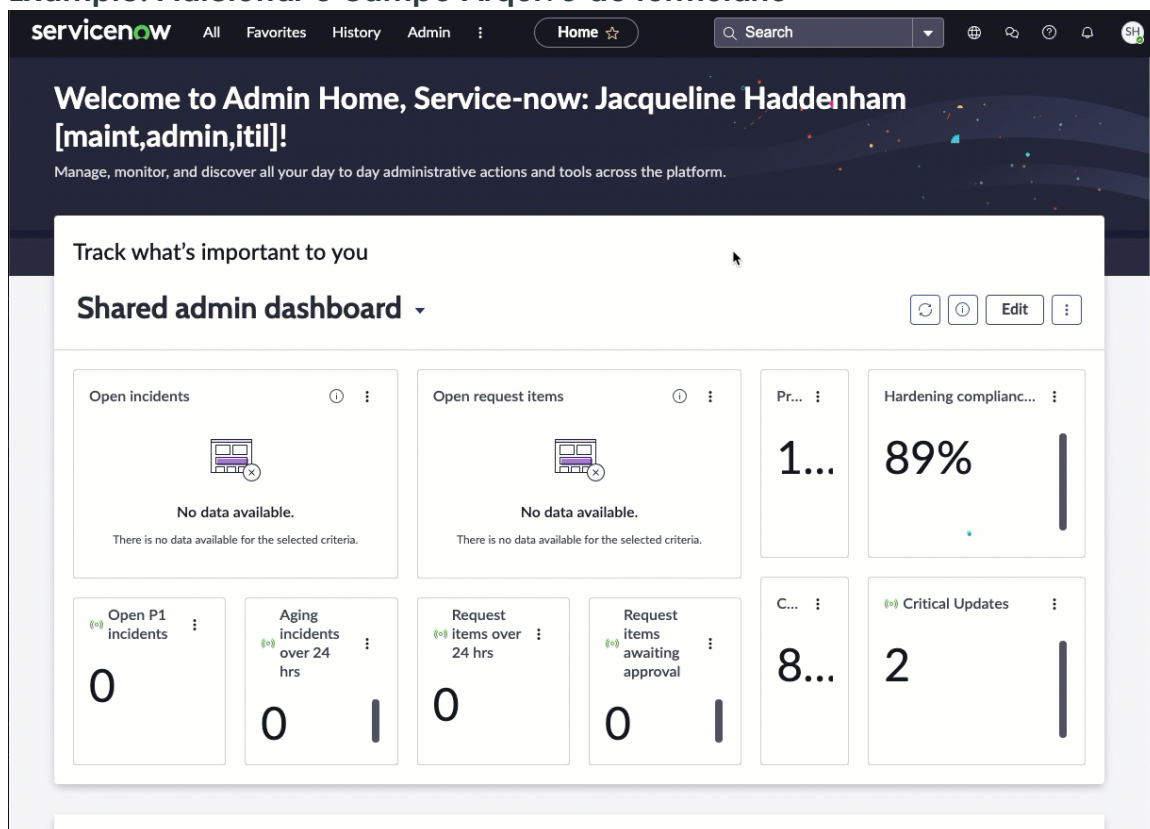 servicenow All Favorites History Admin Home Search SH
Welcome to Admin Home, Service-now: Jacqueline Haddenham
[maint,admin,itil]!
Manage, monitor, and discover all your day to day administrative actions and tools across the platform.
Track what's important to you
Shared admin dashboard
Edit
Open incidents
No data available.
There is no data available for the selected criteria.
Open request items
No data available.
There is no data available for the selected criteria.
Pr...
1...
Hardening complianc...
89%
Open P1
incidents
0
Aging
incidents
over 24
hrs
0
Request
items over
24 hrs
0
Request
items
awaiting
approval
0
C...
8...
Critical Updates
2